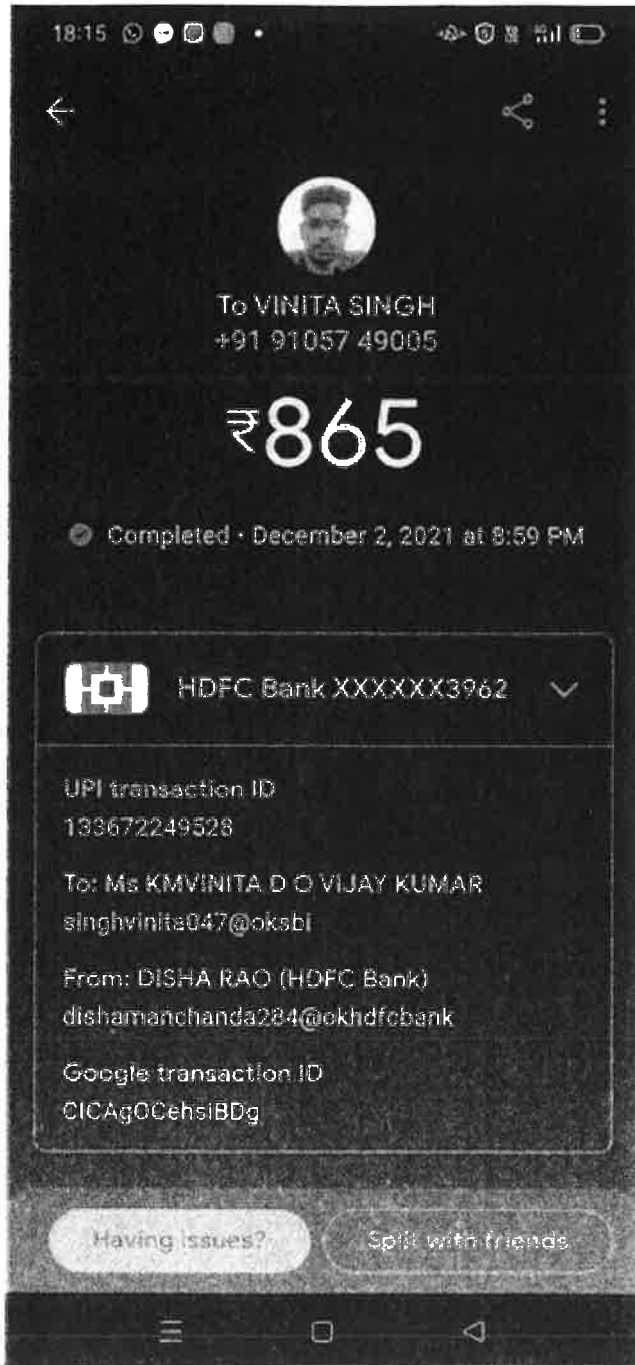 18:15
To VINITA SINGH
+91 91057 49005
₹865
Completed • December 2, 2021 at 8:59 PM
HDFC Bank XXXXXX3962
UPI transaction ID
133672249528
To: Ms KMVINITA D O VIJAY KUMAR
singhvinita047@oksbi
From: DISHA RAO (HDFC Bank)
dishamanchanda284@okhdfcbank
Google transaction ID
CICAgOCehsiBDg
Having issues?
Split with friends